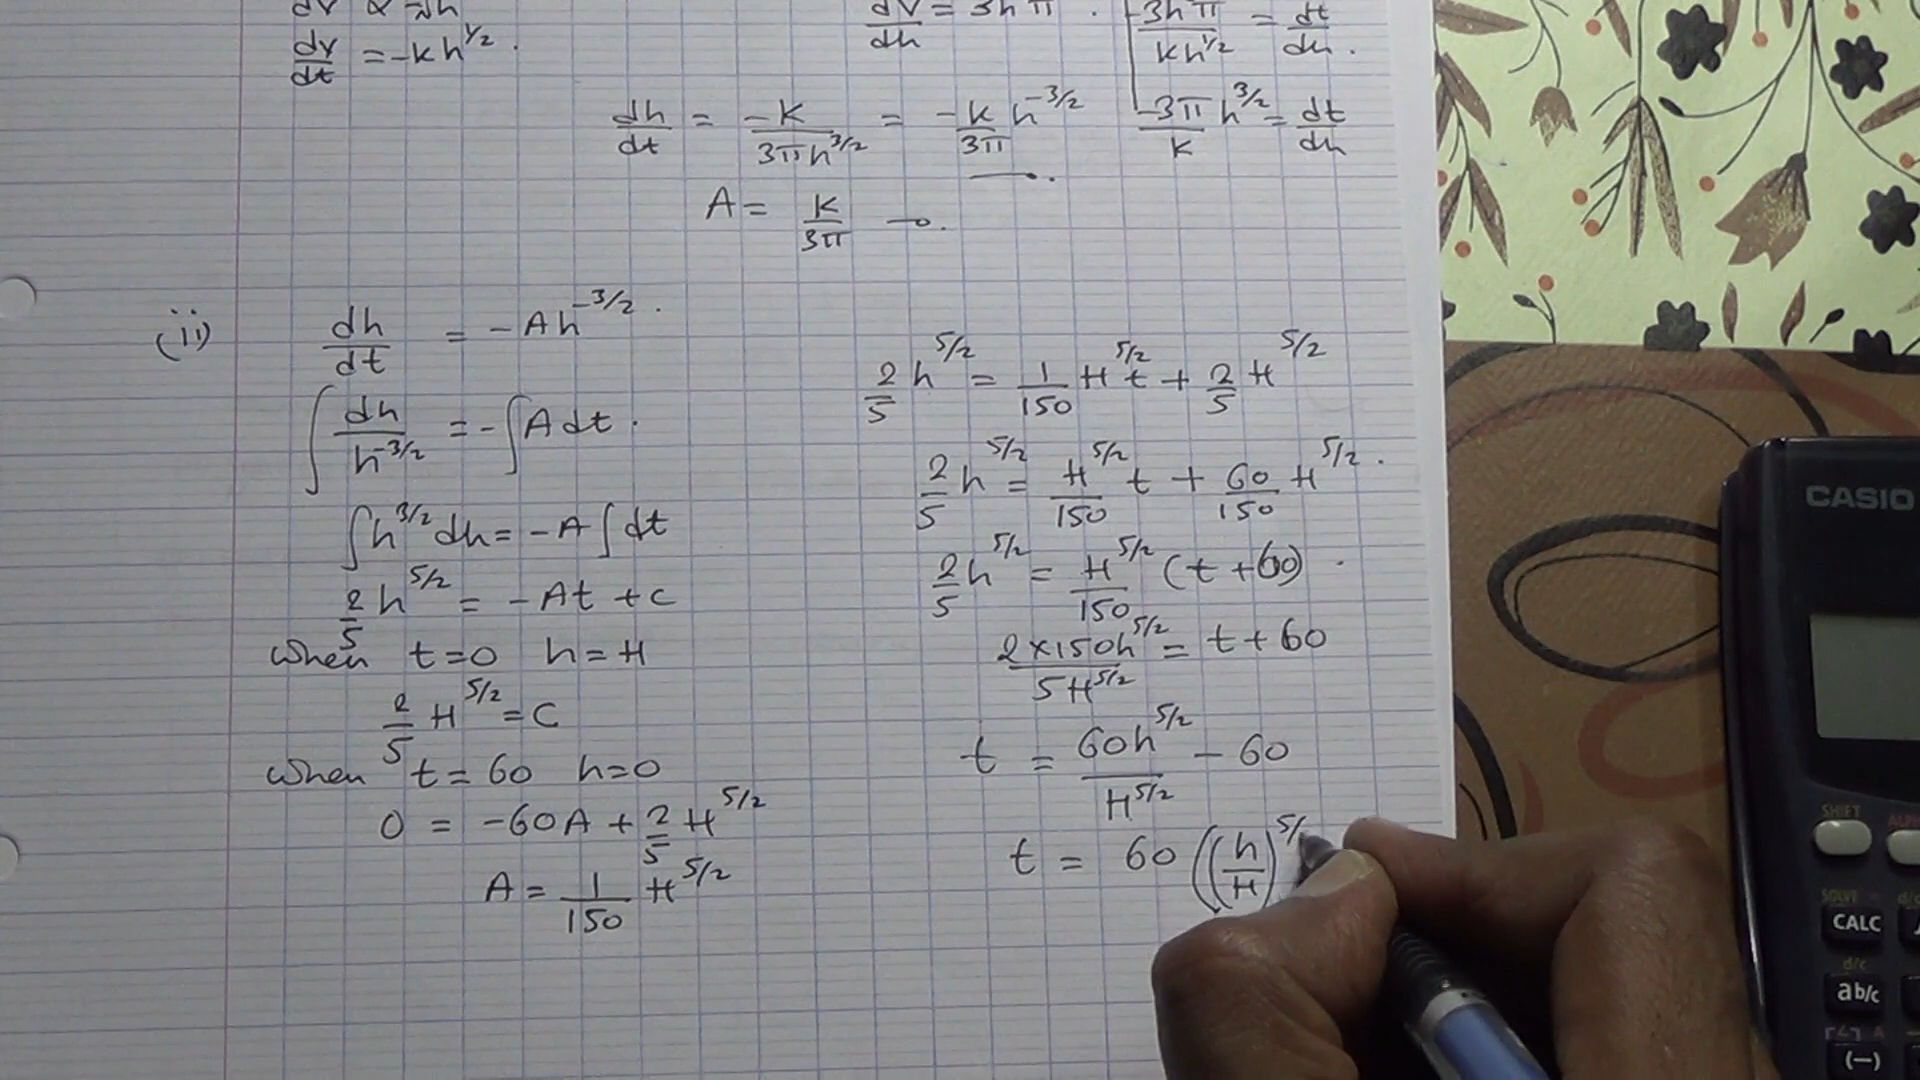 dv/dt = -kh^1/2.
dv/dh = 3h²π.
-3h²π/kh^1/2 = dt/dh.
dh/dt = -k/3πh^3/2 = -k/3π h^-3/2
-3π/k h^3/2 = dt/dh
A = k/3π
(ii) dh/dt = -Ah^-3/2.
∫ dh/h^-3/2 = -∫A dt.
∫h^3/2 dh = -A ∫dt
2/5 h^5/2 = -At + c
When t=0 h=H
2/5 H^5/2 = C
When t=60 h=0
0 = -60A + 2/5 H^5/2
A = 1/150 H^5/2
2/5 h^5/2 = 1/150 H^5/2 t + 2/5 H^5/2
2/5 h^5/2 = H^5/2/150 t + 60/150 H^5/2.
2/5 h^5/2 = H^5/2/150 (t+60).
2×150h^5/2/5H^5/2 = t+60
t = 60h^5/2/H^5/2 - 60
t = 60((h/H)^5/
CASIO
SHIFT
CALC
d/c
ab/c
(−)